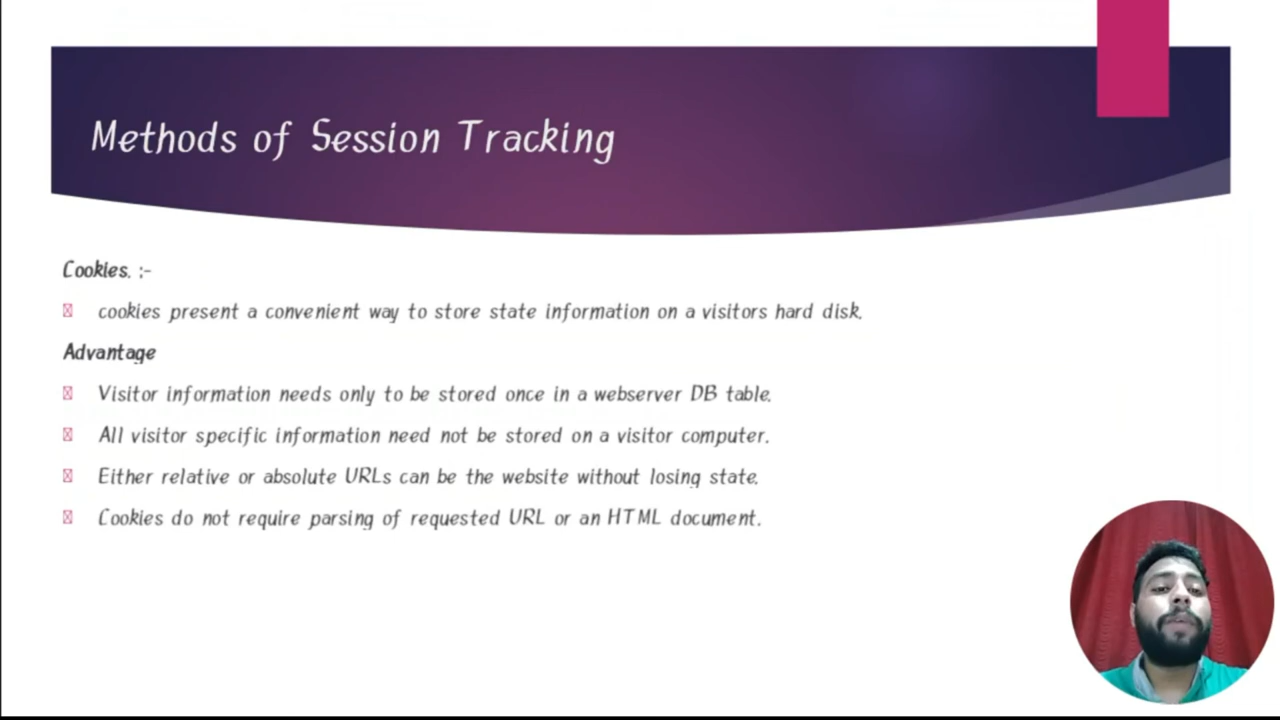 Methods of Session Tracking
Cookies. :-
cookies present a convenient way to store state information on a visitors hard disk.
Advantage
Visitor information needs only to be stored once in a webserver DB table.
All visitor specific information need not be stored on a visitor computer.
Either relative or absolute URLs can be the website without losing state.
Cookies do not require parsing of requested URL or an HTML document.